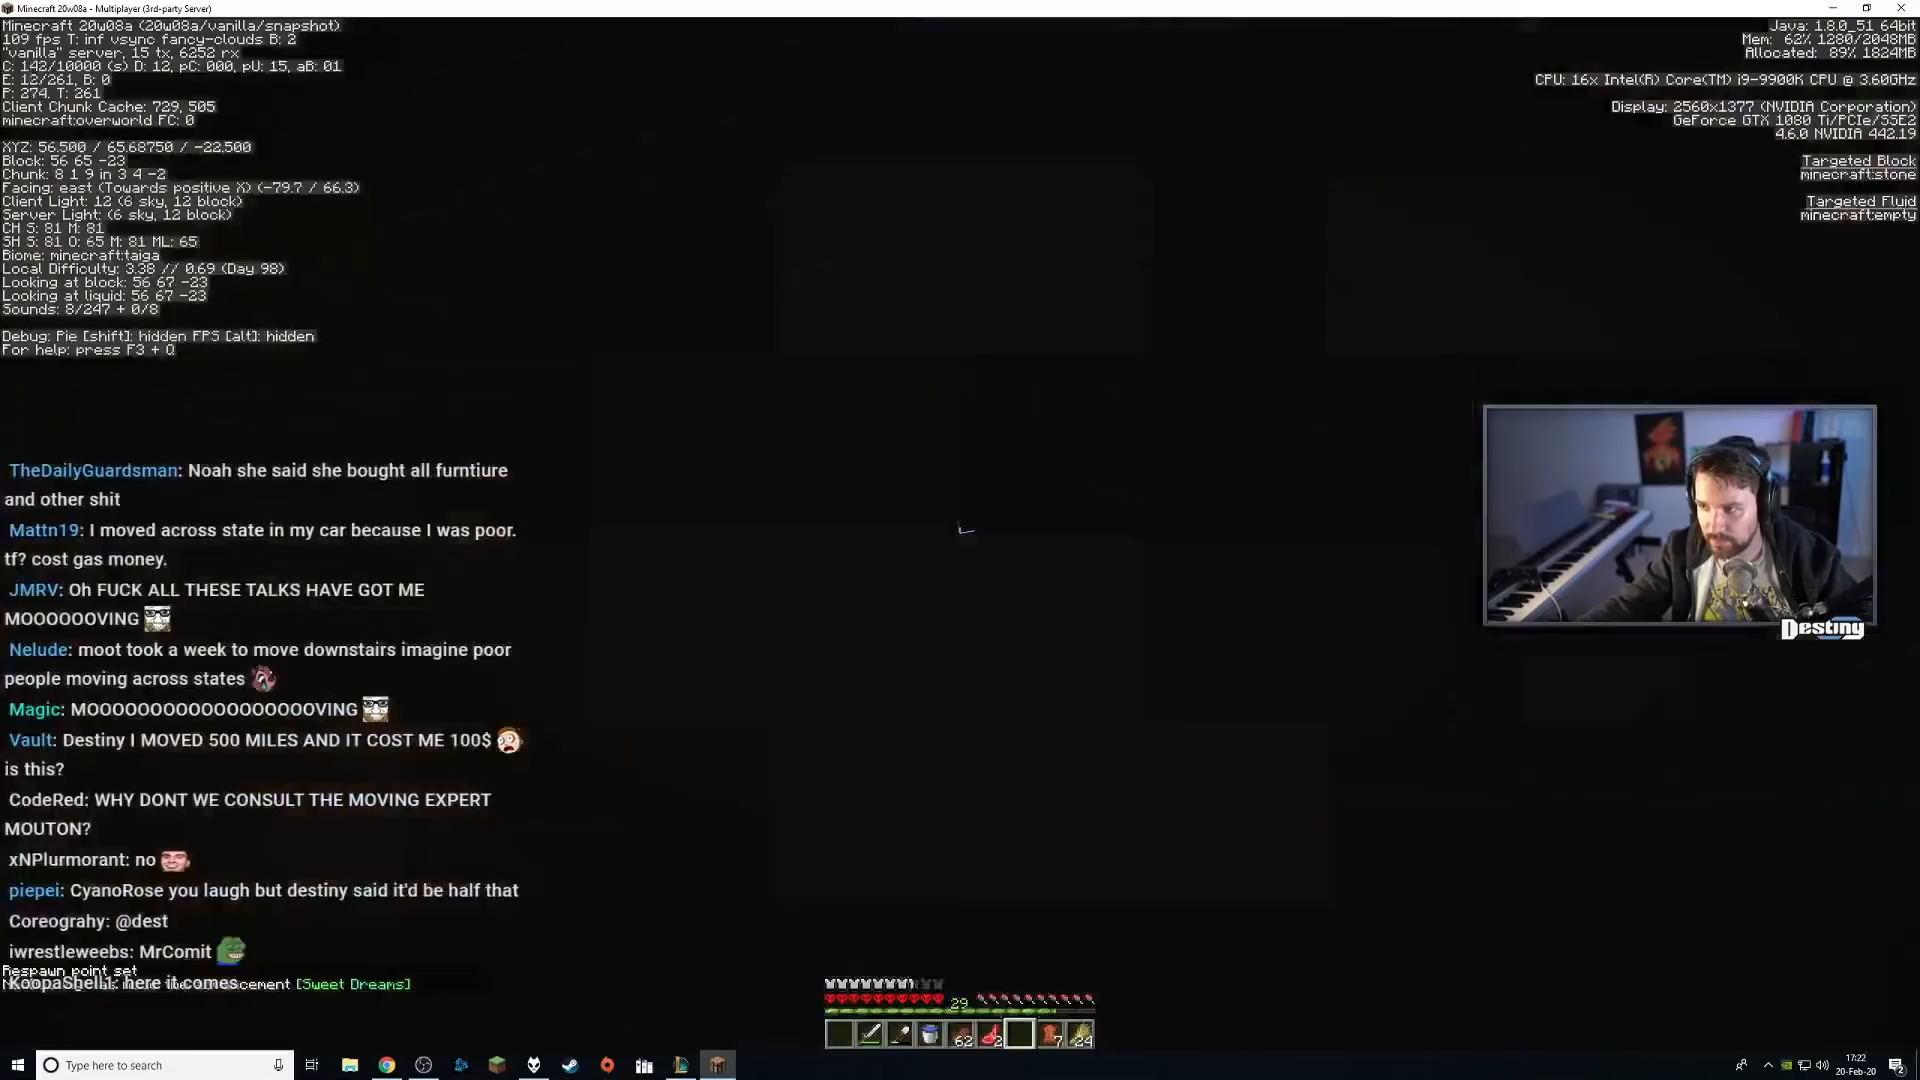 Minecraft 20w08a - Multiplayer (3rd-party Server)
Minecraft 20w08a (20w08a/vanilla/snapshot)
109 fps T: inf vsync fancy-clouds B: 2
"vanilla" server, 15 tx, 6252 rx
C: 142/10000 (s) D: 12, pC: 000, pU: 15, aB: 01
E: 12/261, B: 0
P: 274. T: 261
Client Chunk Cache: 729, 505
minecraft:overworld FC: 0
XYZ: 56.500 / 65.68750 / -22.500
Block: 56 65 -23
Chunk: 8 1 9 in 3 4 -2
Facing: east (Towards positive X) (-79.7 / 66.3)
Client Light: 12 (6 sky, 12 block)
Server Light: (6 sky, 12 block)
CH S: 81 M: 81
SH S: 81 O: 65 M: 81 ML: 65
Biome: minecraft:taiga
Local Difficulty: 3.38 // 0.69 (Day 98)
Looking at block: 56 67 -23
Looking at liquid: 56 67 -23
Sounds: 8/247 + 0/8
Debug: Pie [shift]: hidden FPS [alt]: hidden
For help: press F3 + Q
Java: 1.8.0_51 64bit
Mem: 62% 1280/2048MB
Allocated: 89% 1824MB
CPU: 16x Intel(R) Core(TM) i9-9900K CPU @ 3.60GHz
Display: 2560x1377 (NVIDIA Corporation)
GeForce GTX 1080 Ti/PCIe/SSE2
4.6.0 NVIDIA 442.19
Targeted Block
minecraft:stone
Targeted Fluid
minecraft:empty
TheDailyGuardsman: Noah she said she bought all furntiure
and other shit
Mattn19: I moved across state in my car because I was poor.
tf? cost gas money.
JMRV: Oh FUCK ALL THESE TALKS HAVE GOT ME
MOOOOOOVING
Nelude: moot took a week to move downstairs imagine poor
people moving across states
Magic: MOOOOOOOOOOOOOOOOOOVING
Vault: Destiny I MOVED 500 MILES AND IT COST ME 100$
is this?
CodeRed: WHY DONT WE CONSULT THE MOVING EXPERT
MOUTON?
xNPlurmorant: no
piepei: CyanoRose you laugh but destiny said it'd be half that
Coreograhy: @dest
iwrestleweebs: MrComit
Respawn point set
KoopaShell1: here it comes
[Sweet Dreams]
Destiny
29
62
2
7
24
Type here to search
17:22
20-Feb-20
2